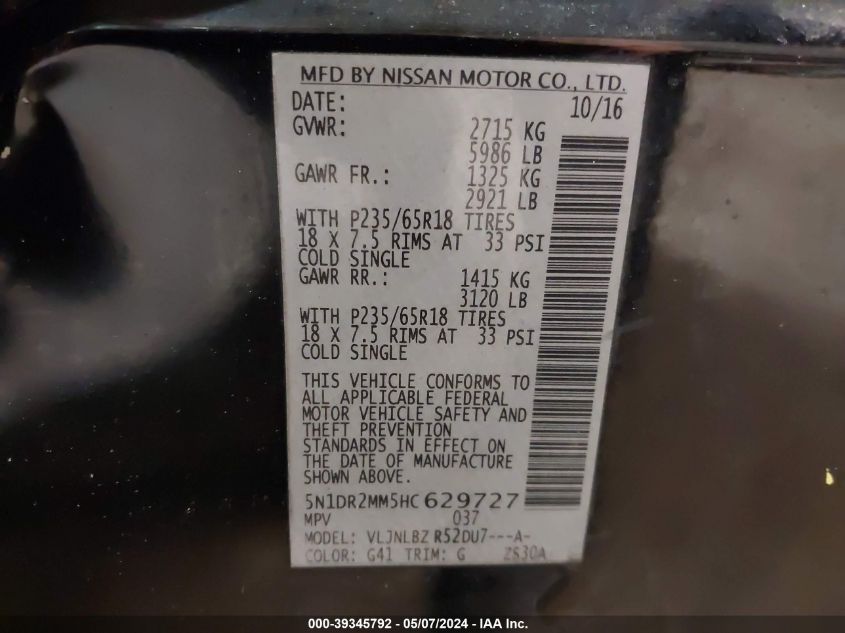 MFD BY NISSAN MOTOR CO., LTD.
DATE: 10/16
GVWR: 2715 KG
5986 LB
GAWR FR.: 1325 KG
2921 LB
WITH P235/65R18 TIRES
18 X 7.5 RIMS AT 33 PSI
COLD SINGLE
GAWR RR.: 1415 KG
3120 LB
WITH P235/65R18 TIRES
18 X 7.5 RIMS AT 33 PSI
COLD SINGLE
THIS VEHICLE CONFORMS TO
ALL APPLICABLE FEDERAL
MOTOR VEHICLE SAFETY AND
THEFT PREVENTION
STANDARDS IN EFFECT ON
THE DATE OF MANUFACTURE
SHOWN ABOVE.
5N1DR2MM5HC629727
MPV 037
MODEL: VLJNLBZ R52DU7---A-
COLOR: G41 TRIM: G ZS30A
000-39345792 - 05/07/2024 - IAA Inc.